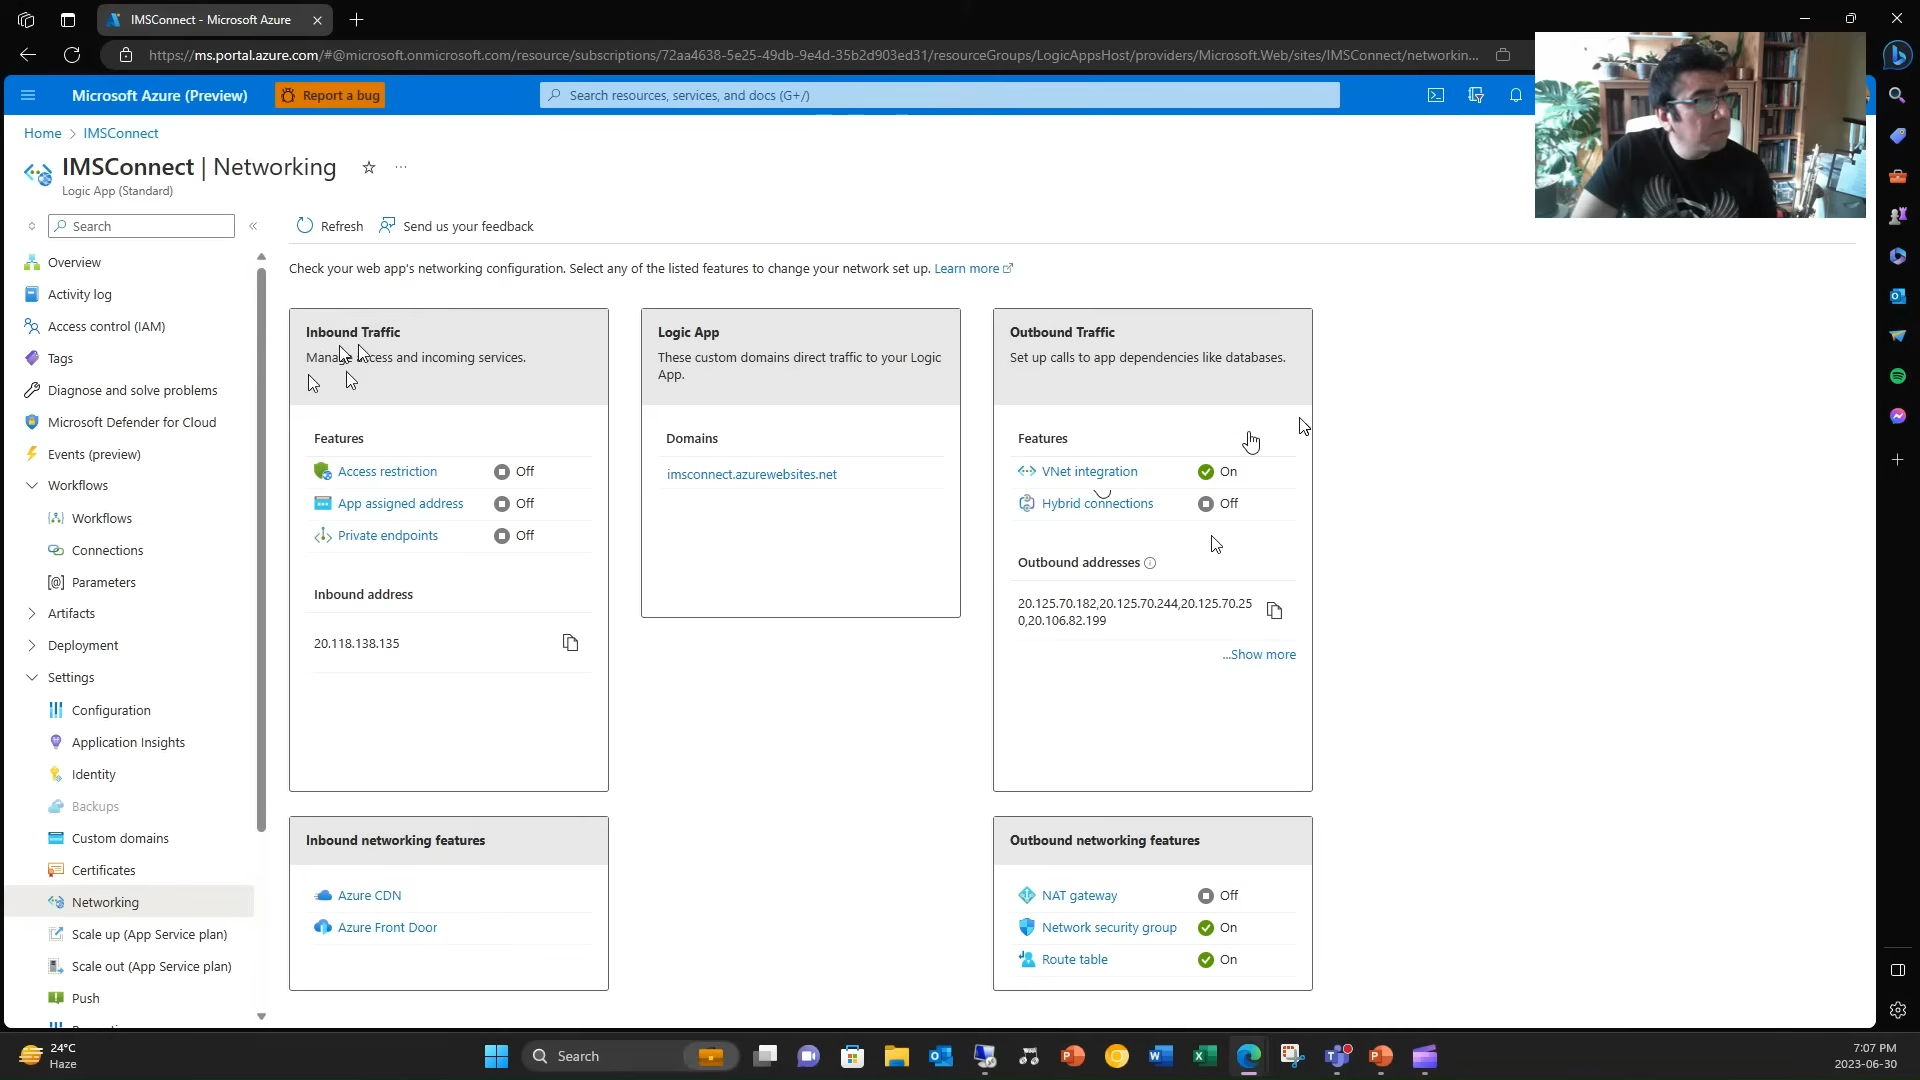 IMSConnect - Microsoft Azure
https://ms.portal.azure.com/#@microsoft.onmicrosoft.com/resource/subscriptions/72aa4638-5e25-49db-9e4d-35b2d903ed31/resourceGroups/LogicAppsHost/providers/Microsoft.Web/sites/IMSConnect/networkin...
Microsoft Azure (Preview)
Report a bug
Search resources, services, and docs (G+/)
Home > IMSConnect
IMSConnect | Networking
Logic App (Standard)
Search
Overview
Activity log
Access control (IAM)
Tags
Diagnose and solve problems
Microsoft Defender for Cloud
Events (preview)
Workflows
Workflows
Connections
Parameters
Artifacts
Deployment
Settings
Configuration
Application Insights
Identity
Backups
Custom domains
Certificates
Networking
Scale up (App Service plan)
Scale out (App Service plan)
Push
Refresh
Send us your feedback
Check your web app's networking configuration. Select any of the listed features to change your network set up. Learn more
Inbound Traffic
Manage access and incoming services.
Features
Access restriction Off
App assigned address Off
Private endpoints Off
Inbound address
20.118.138.135
Logic App
These custom domains direct traffic to your Logic
App.
Domains
imsconnect.azurewebsites.net
Outbound Traffic
Set up calls to app dependencies like databases.
Features
VNet integration On
Hybrid connections Off
Outbound addresses
20.125.70.182,20.125.70.244,20.125.70.25
0,20.106.82.199
...Show more
Inbound networking features
Azure CDN
Azure Front Door
Outbound networking features
NAT gateway Off
Network security group On
Route table On
24°C
Haze
Search
7:07 PM
2023-06-30